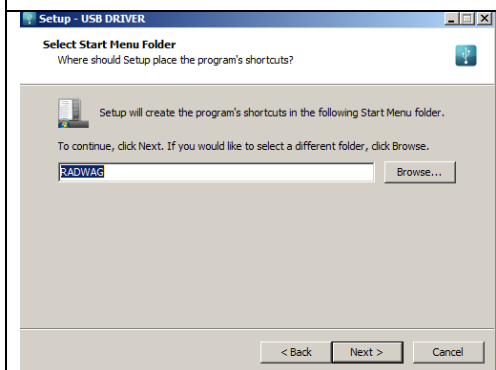 Setup - USB DRIVER
Select Start Menu Folder
Where should Setup place the program's shortcuts?
Setup will create the program's shortcuts in the following Start Menu folder.
To continue, click Next. If you would like to select a different folder, click Browse.
RADWAG
Browse...
< Back
Next >
Cancel